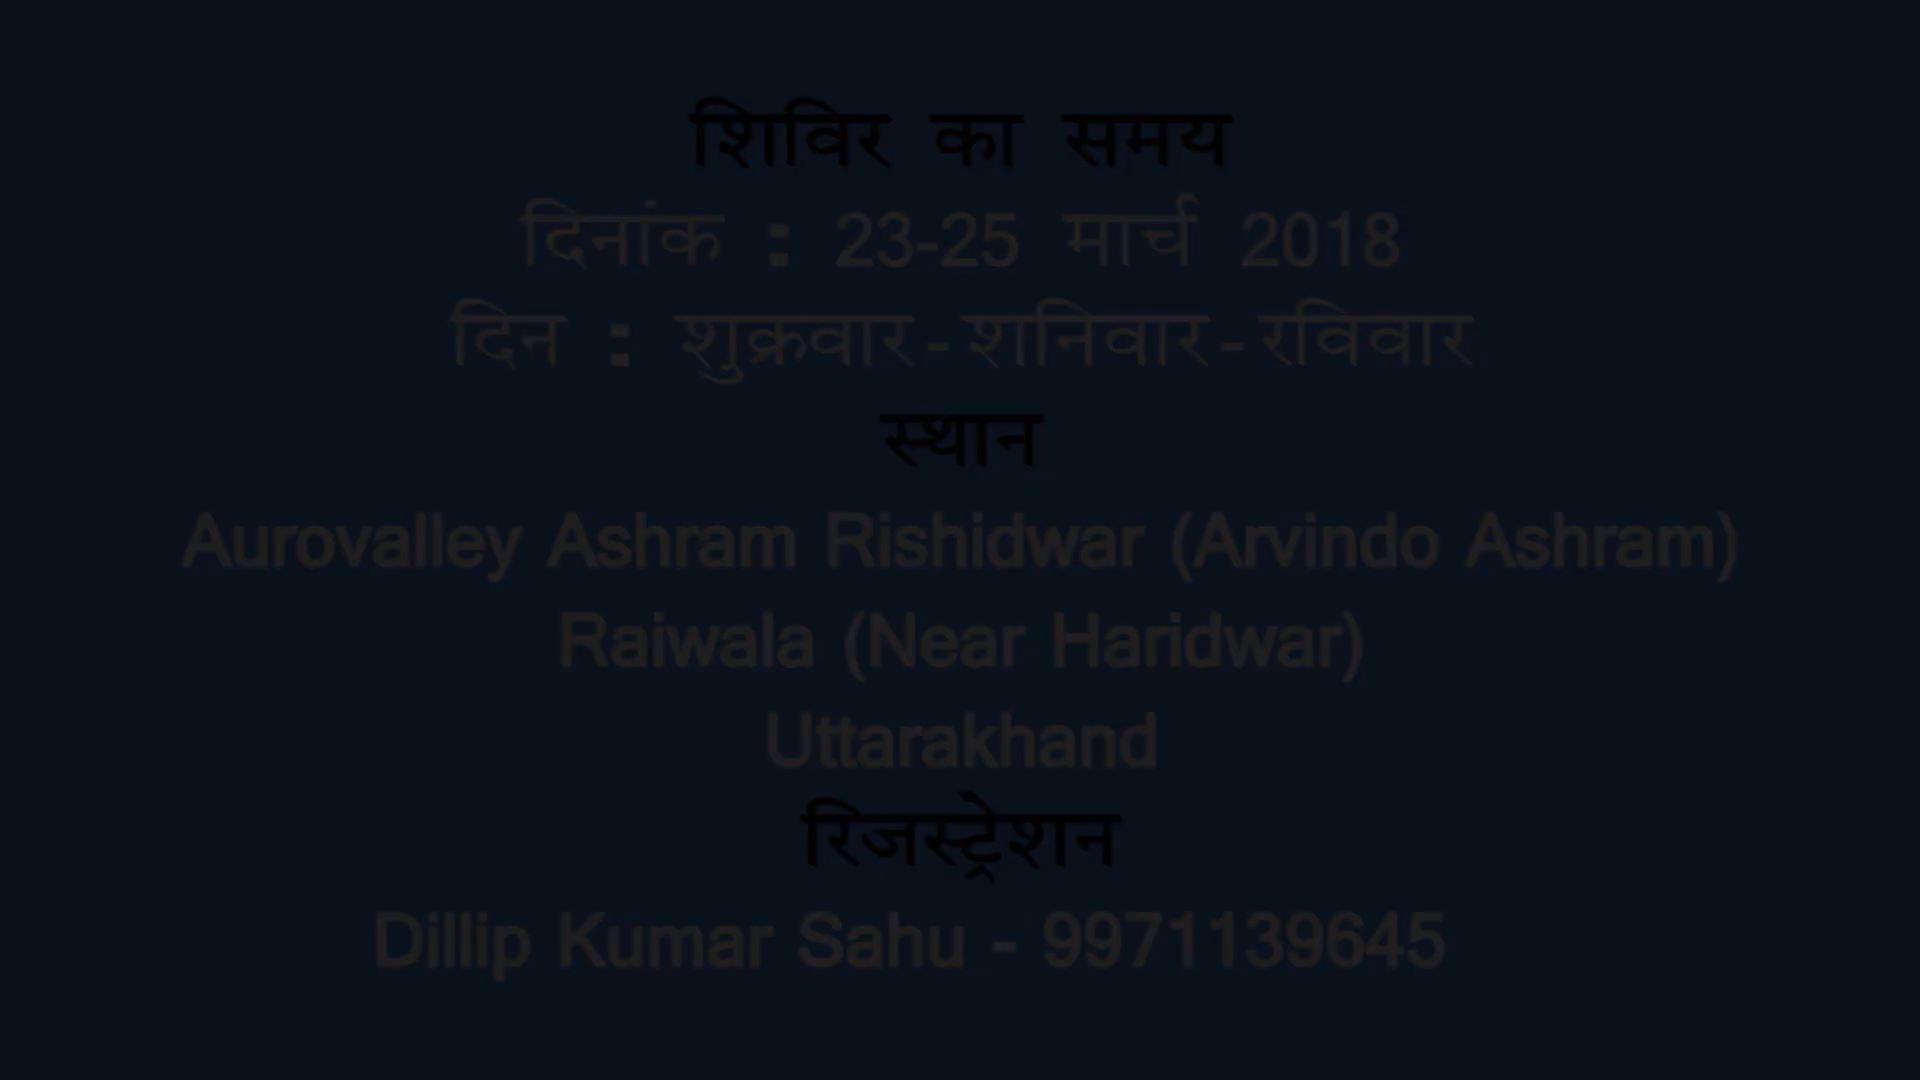 शिविर का समय
दिनांक : 23-25 मार्च 2018
दिन : शुक्रवार-शनिवार-रविवार
स्थान
Aurovalley Ashram Rishidwar (Arvindo Ashram)
Raiwala (Near Haridwar)
Uttarakhand
रिजस्ट्रेशन
Dillip Kumar Sahu - 9971139645